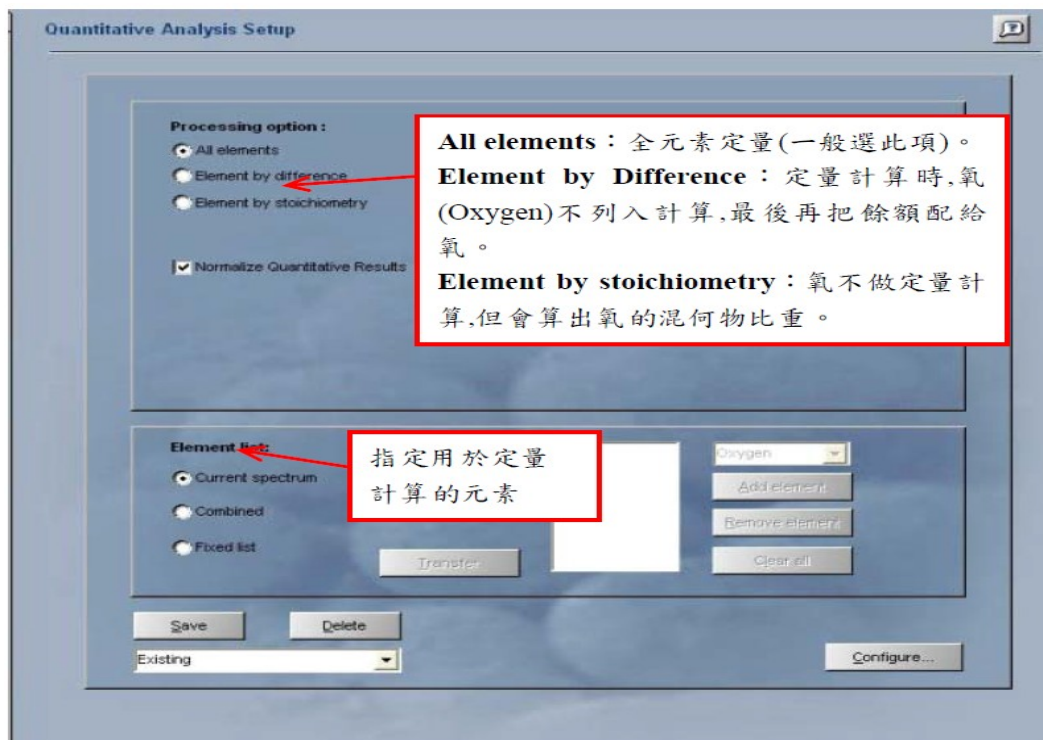 Quantitative Analysis Setup
Processing option :
All elements
Element by difference
Element by stoichiometry
Normalize Quantitative Results
All elements：全元素定量(一般選此項)。
Element by Difference：定量計算時,氧
(Oxygen)不列入計算,最後再把餘額配給
氧。
Element by stoichiometry：氧不做定量計
算,但會算出氧的混何物比重。
Element list:
Current spectrum
Combined
Fixed list
指定用於定量
計算的元素
Transfer
Oxygen
Add element
Remove element
Clear all
Save
Delete
Existing
Configure...